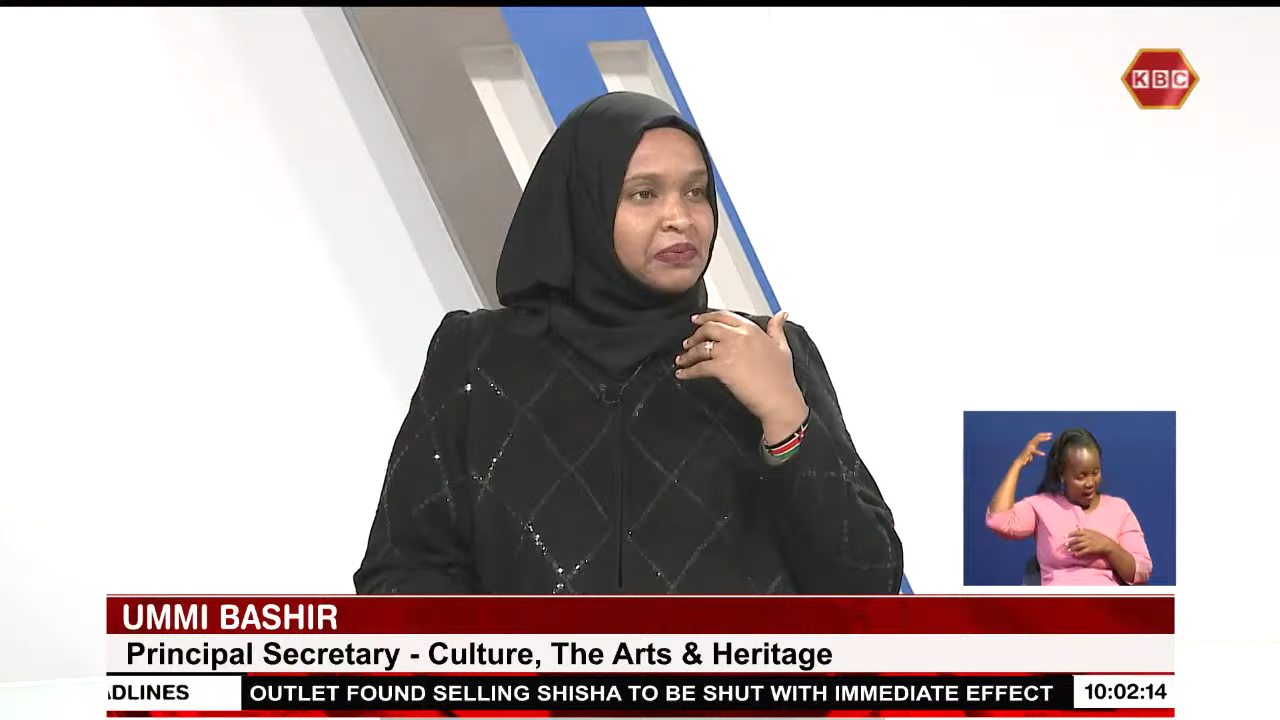 KBC
UMMI BASHIR
Principal Secretary - Culture, The Arts & Heritage
ADLINES OUTLET FOUND SELLING SHISHA TO BE SHUT WITH IMMEDIATE EFFECT 10:02:14